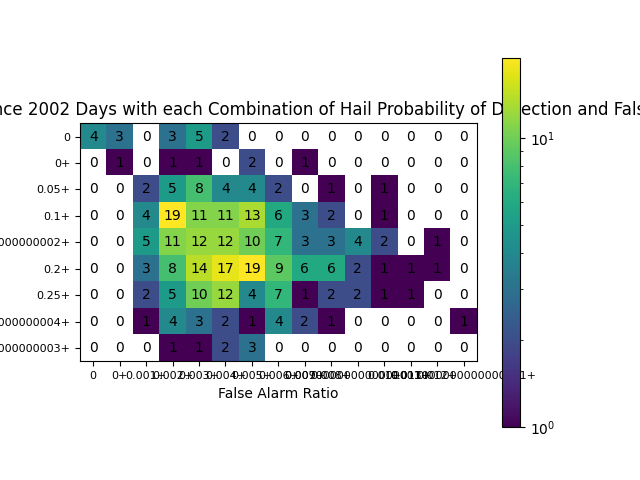 nce 2002 Days with each Combination of Hail Probability of D ection and Fals
0 4 3 0 3 5 2 0 0 0 0 0 0 0 0 0
0+ 0 1 0 1 1 0 2 0 1 0 0 0 0 0 0
0.05+ 0 0 2 5 8 4 4 2 0 1 0 1 0 0 0
0.1+ 0 0 4 19 11 11 13 6 3 2 0 1 0 0 0
000000002+ 0 0 5 11 12 12 10 7 3 3 4 2 0 1 0
0.2+ 0 0 3 8 14 17 19 9 6 6 2 1 1 1 0
0.25+ 0 0 2 5 10 12 4 7 1 2 2 1 1 0 0
000000004+ 0 0 1 4 3 2 1 4 2 1 0 0 0 0 1
000000003+ 0 0 0 1 1 2 3 0 0 0 0 0 0 0 0
0 0+
False Alarm Ratio
10¹
10⁰